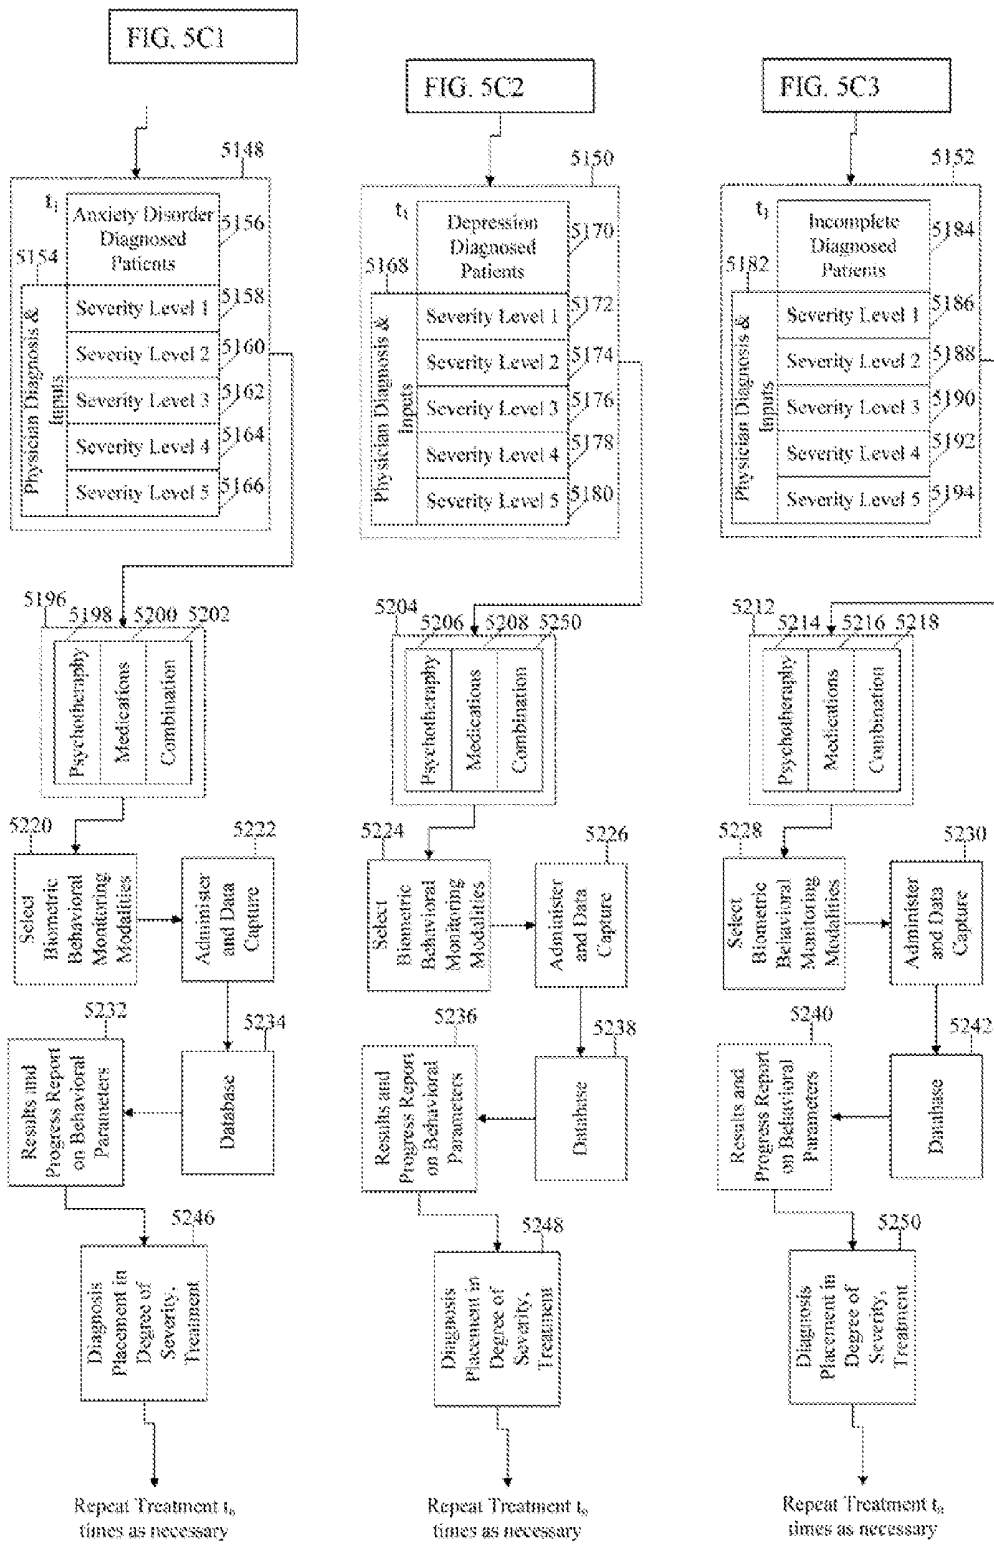 FIG. 5C1
5148
t₁
Anxiety Disorder
Diagnosed
Patients
5156
5154
Physician Diagnosis &
Inputs
Severity Level 1
5158
Severity Level 2
5160
Severity Level 3
5162
Severity Level 4
5164
Severity Level 5
5166
5196
5198
5200
5202
Psychotheraphy
Medications
Combination
5220
Select
Biometric
Behavioral
Monitoring
Modalities
5222
Administer
and Data
Capture
5232
Results and
Progress Report
on Behavioral
Parameters
5234
Database
5246
Diagnosis
Placement in
Degree of
Severity,
Treatment
Repeat Treatment tₙ
times as necessary
FIG. 5C2
5150
t₁
Depression
Diagnosed
Patients
5170
5168
Physician Diagnosis &
Inputs
Severity Level 1
5172
Severity Level 2
5174
Severity Level 3
5176
Severity Level 4
5178
Severity Level 5
5180
5204
5206
5208
5250
Psychotheraphy
Medications
Combination
5224
Select
Biometric
Behavioral
Monitoring
Modalities
5226
Administer
and Data
Capture
5236
Results and
Progress Report
on Behavioral
Parameters
5238
Database
5248
Diagnosis
Placement in
Degree of
Severity,
Treatment
Repeat Treatment tₙ
times as necessary
FIG. 5C3
5152
t₁
Incomplete
Diagnosed
Patients
5184
5182
Physician Diagnosis &
Inputs
Severity Level 1
5186
Severity Level 2
5188
Severity Level 3
5190
Severity Level 4
5192
Severity Level 5
5194
5212
5214
5216
5218
Psychotheraphy
Medications
Combination
5228
Select
Biometric
Behavioral
Monitoring
Modalities
5230
Administer
and Data
Capture
5240
Results and
Progress Report
on Behavioral
Parameters
5242
Database
5250
Diagnosis
Placement in
Degree of
Severity,
Treatment
Repeat Treatment tₙ
times as necessary